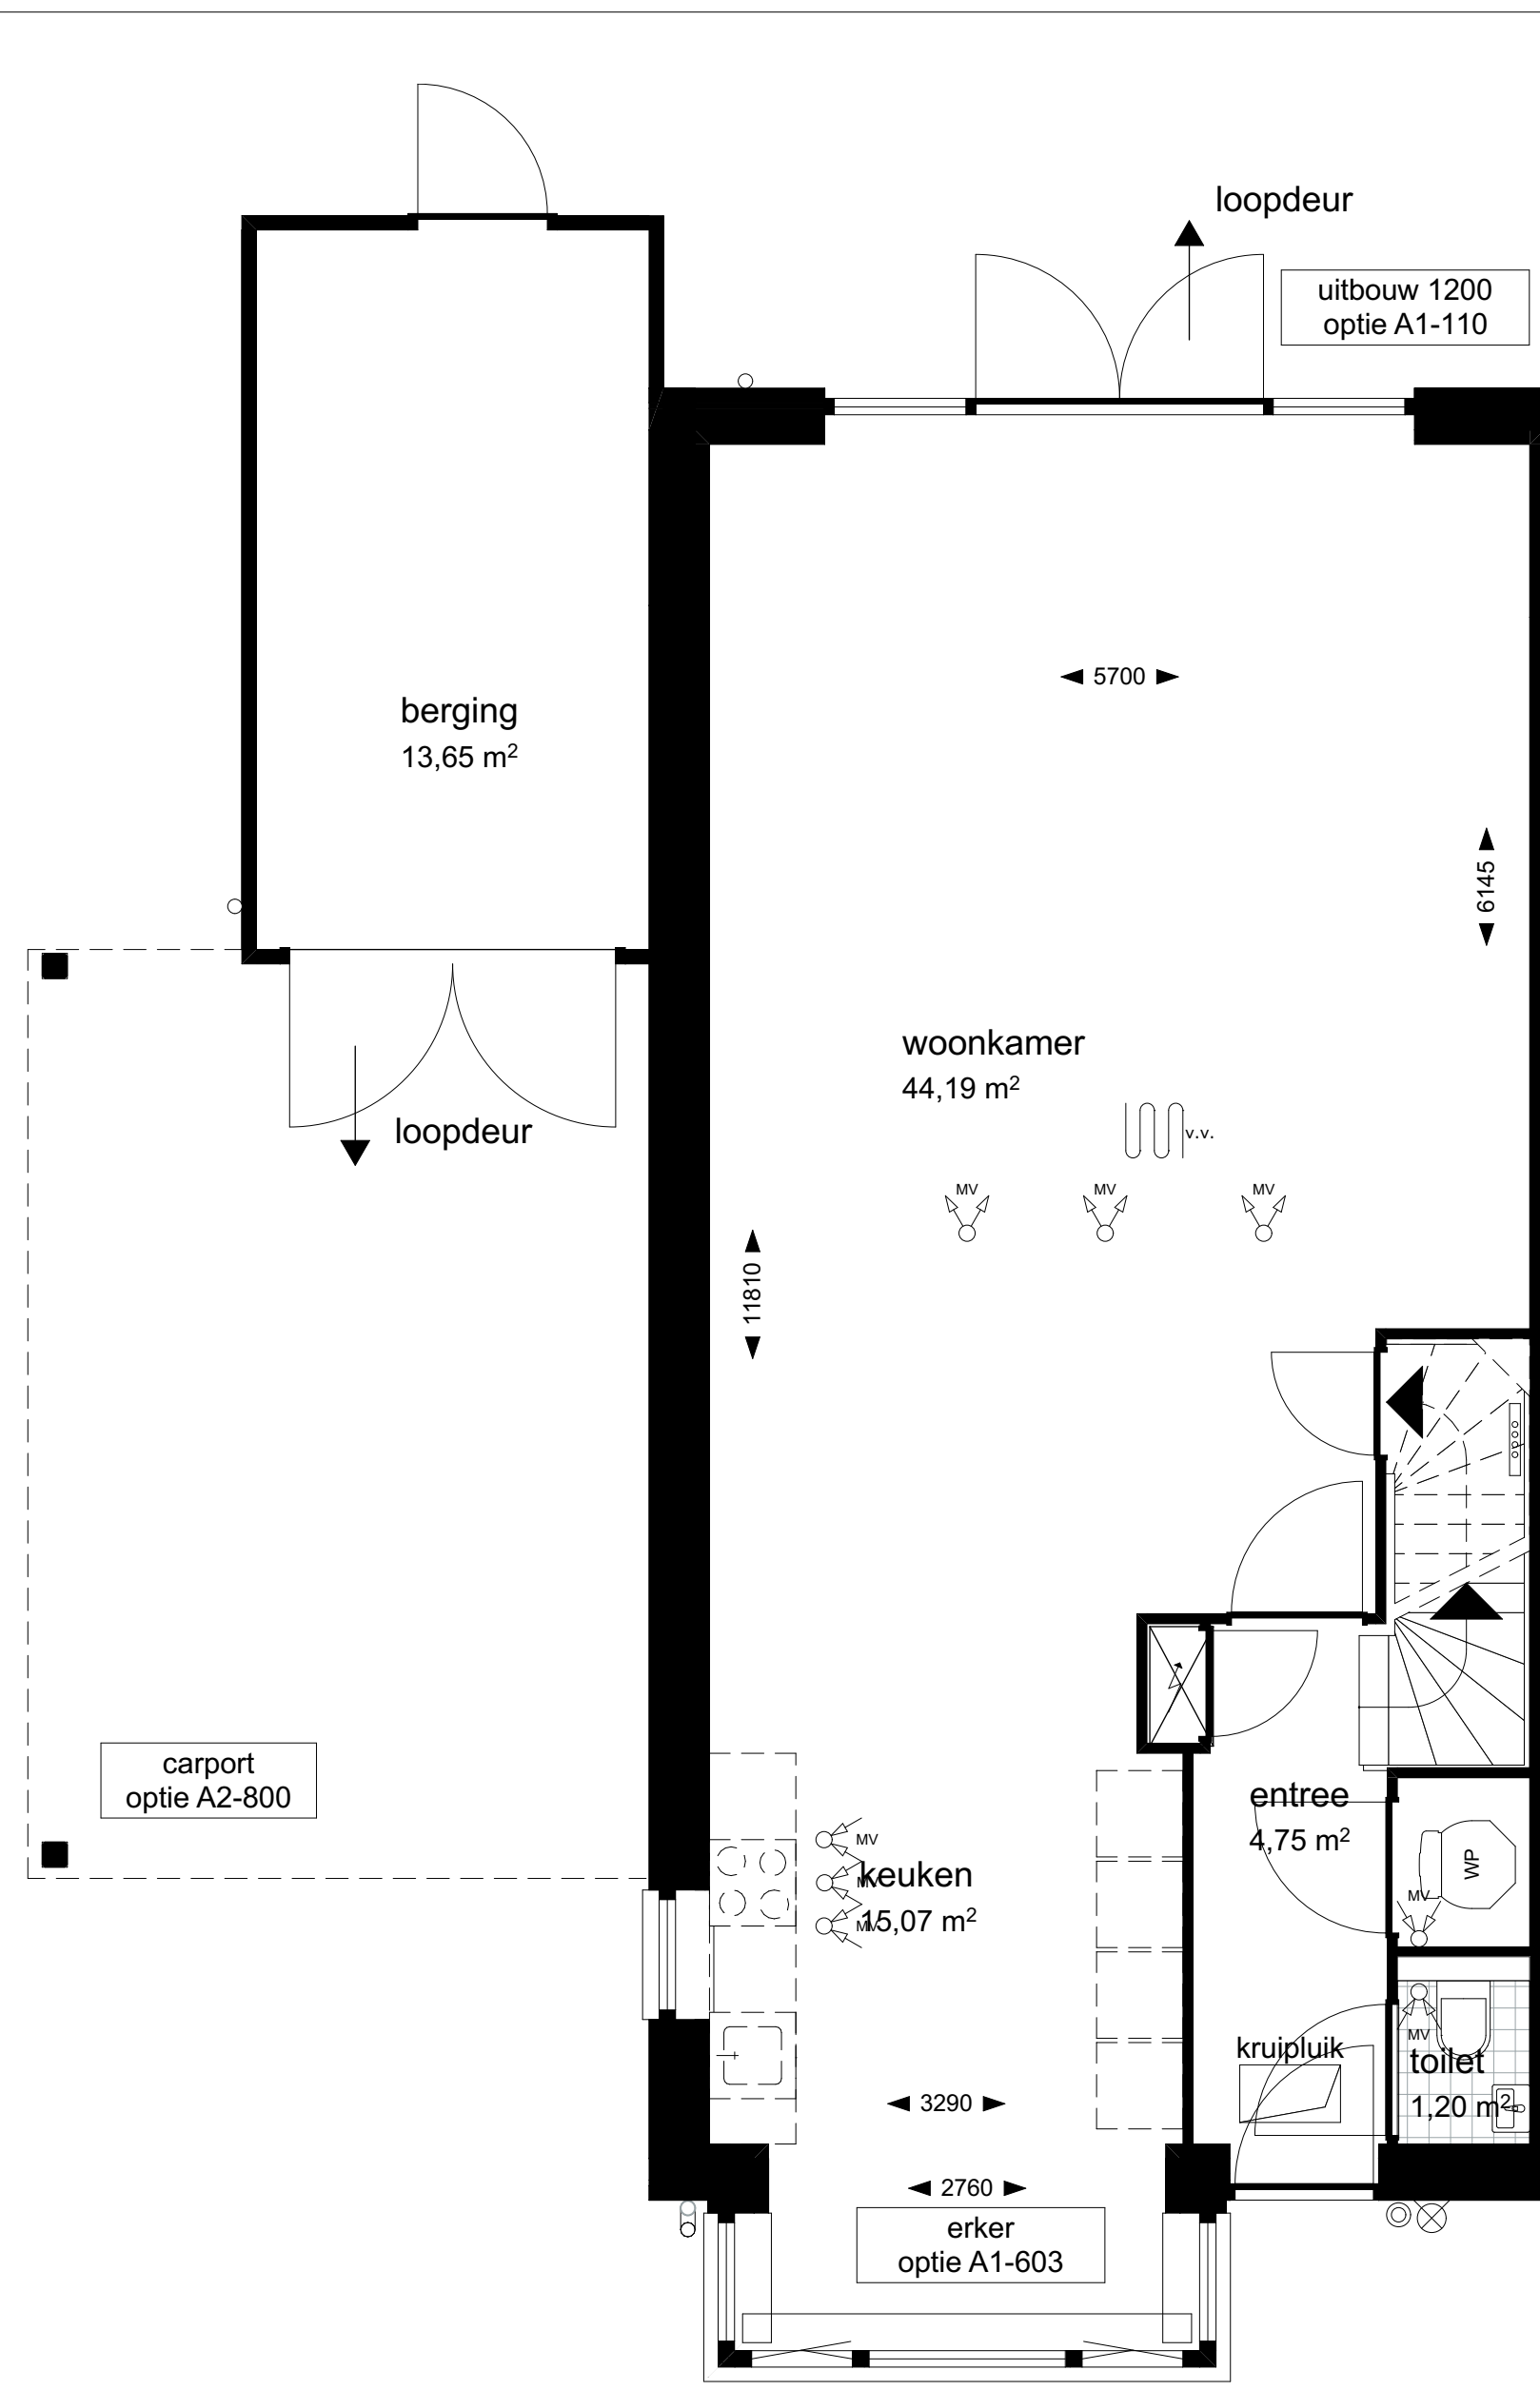 loopdeur
uitbouw 1200
optie A1-110
5700
berging
13,65 m²
6145
woonkamer
44,19 m²
loopdeur
v.v.
MV
MV
MV
11810
carport
optie A2-800
entree
4,75 m²
MV
keuken
MV
15,07 m²
MV
WP
MV
MV
kruipluik
toilet
1,20 m²
3290
2760
erker
optie A1-603